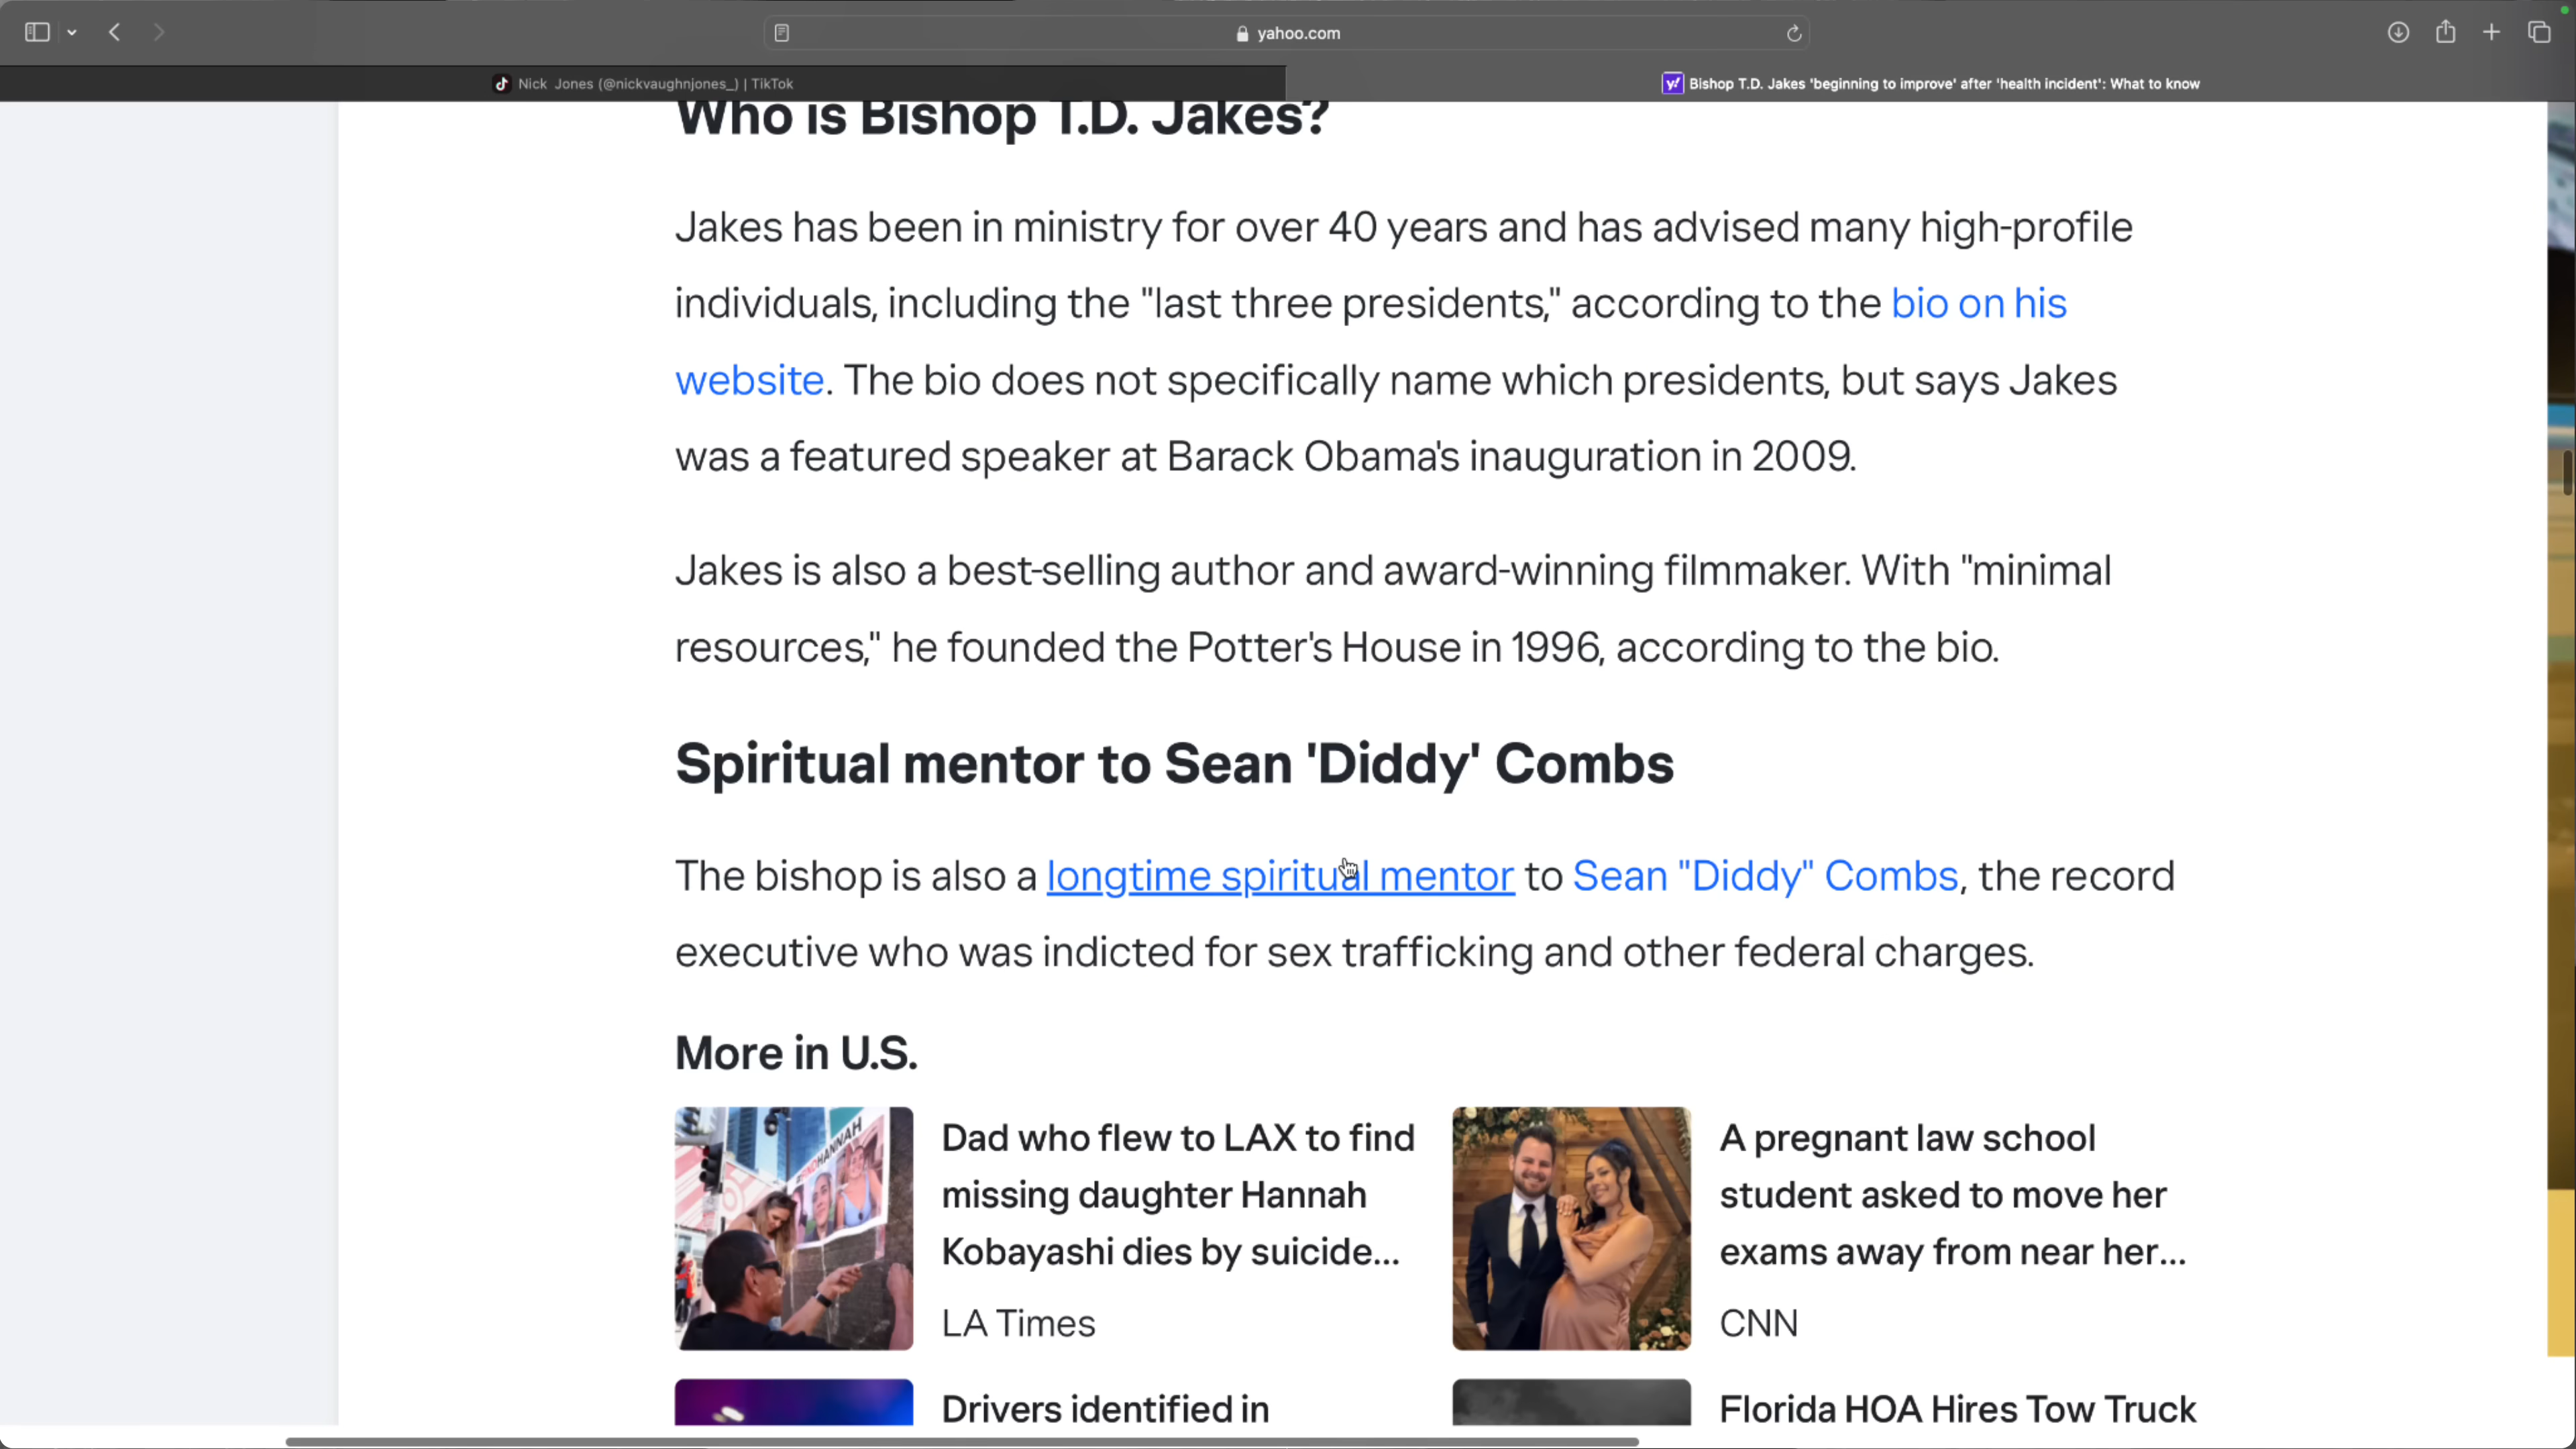 yahoo.com
Nick Jones (@nickvaughnjones_) | TikTok
y! Bishop T.D. Jakes 'beginning to improve' after 'health incident': What to know
Who is Bishop T.D. Jakes?
Jakes has been in ministry for over 40 years and has advised many high-profile
individuals, including the "last three presidents," according to the bio on his
website. The bio does not specifically name which presidents, but says Jakes
was a featured speaker at Barack Obama's inauguration in 2009.
Jakes is also a best-selling author and award-winning filmmaker. With "minimal
resources," he founded the Potter's House in 1996, according to the bio.
Spiritual mentor to Sean 'Diddy' Combs
The bishop is also a longtime spiritual mentor to Sean "Diddy" Combs, the record
executive who was indicted for sex trafficking and other federal charges.
More in U.S.
HANNAH
Dad who flew to LAX to find
missing daughter Hannah
Kobayashi dies by suicide...
LA Times
A pregnant law school
student asked to move her
exams away from near her...
CNN
Drivers identified in
Florida HOA Hires Tow Truck